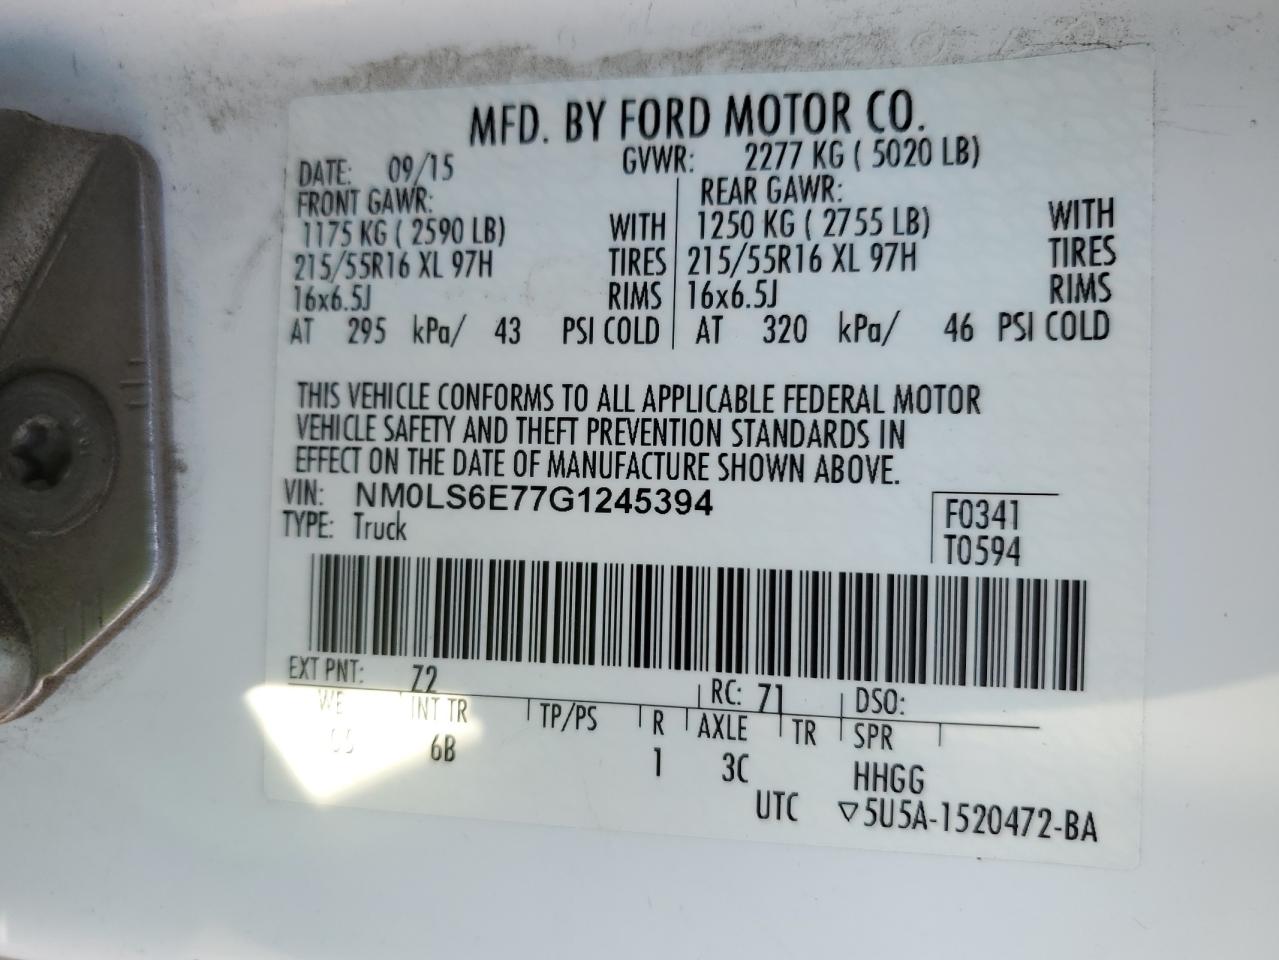 MFD. BY FORD MOTOR CO.
DATE: 09/15 GVWR: 2277 KG ( 5020 LB)
FRONT GAWR: REAR GAWR:
1175 KG ( 2590 LB) WITH 1250 KG ( 2755 LB) WITH
215/55R16 XL 97H TIRES 215/55R16 XL 97H TIRES
16x6.5J RIMS 16x6.5J RIMS
AT 295 kPa/ 43 PSI COLD AT 320 kPa/ 46 PSI COLD
THIS VEHICLE CONFORMS TO ALL APPLICABLE FEDERAL MOTOR
VEHICLE SAFETY AND THEFT PREVENTION STANDARDS IN
EFFECT ON THE DATE OF MANUFACTURE SHOWN ABOVE.
VIN: NM0LS6E77G1245394
TYPE: Truck
F0341
T0594
EXT PNT: Z2 RC: 71 DSO:
INT TR TP/PS R AXLE TR SPR
6B 1 3C HHGG
UTC ▽5U5A-1520472-BA